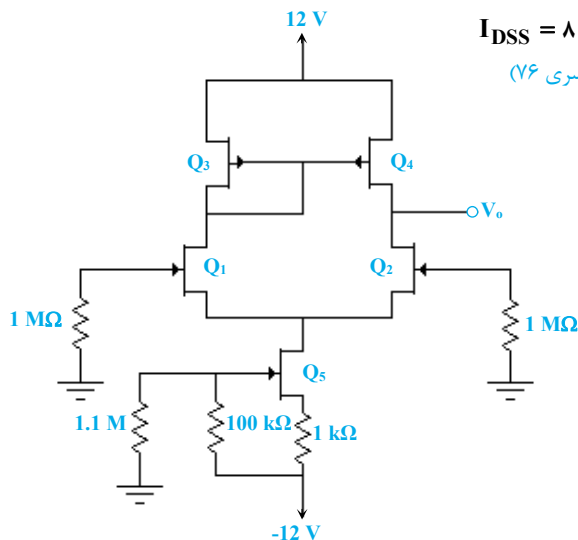 12 V
I_DSS = ۸
سری ۷۶)
Q3
Q4
Vo
Q1
Q2
1 MΩ
1 MΩ
Q5
1.1 M
100 kΩ
1 kΩ
-12 V